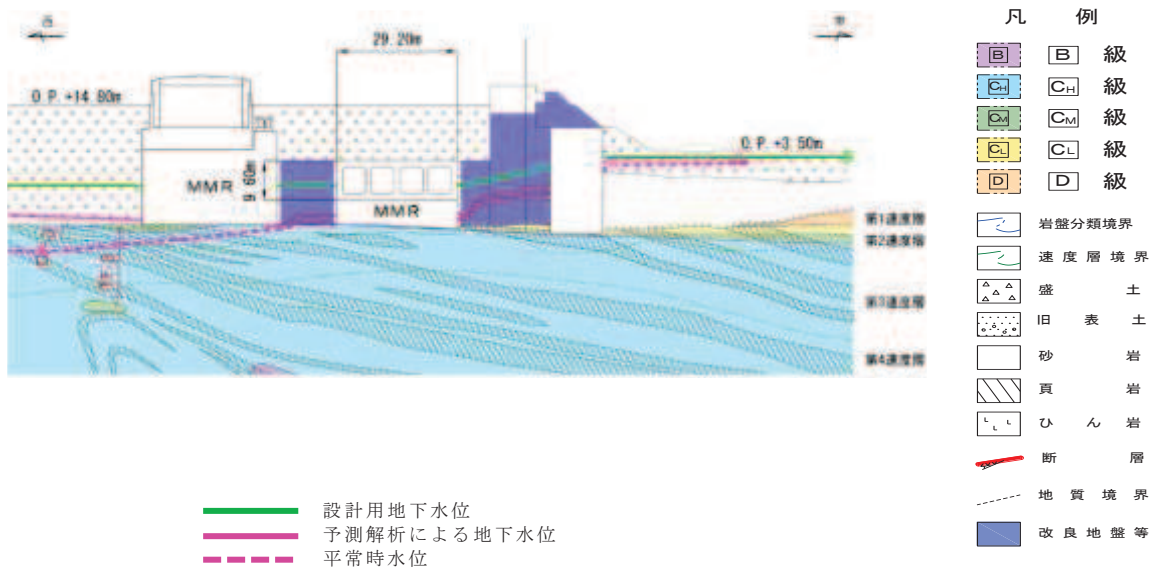 西
東
29.20m
O.P.+14.80m
O.P.+3.50m
MMR
9.60m
MMR
第1速度層
第2速度層
第3速度層
第4速度層
凡 例
B B 級
CH CH 級
CM CM 級
CL CL 級
D D 級
岩盤分類境界
速度層境界
盛 土
旧 表 土
砂 岩
頁 岩
ひ ん 岩
断 層
地 質 境 界
改 良 地 盤 等
設計用地下水位
予測解析による地下水位
平常時水位